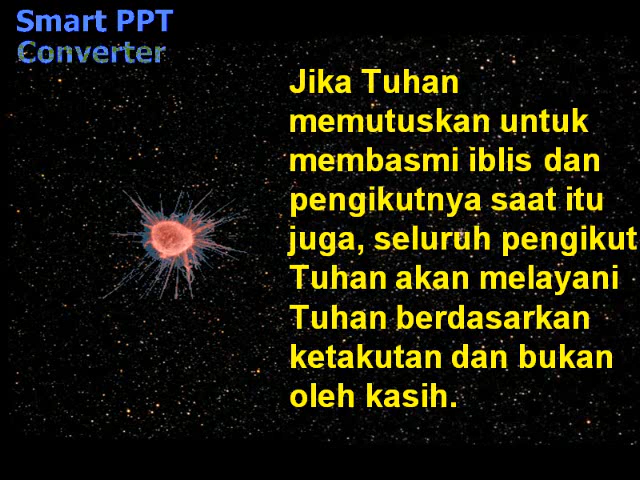 Smart PPT
Converter
Jika Tuhan
memutuskan untuk
membasmi iblis dan
pengikutnya saat itu
juga, seluruh pengikut
Tuhan akan melayani
Tuhan berdasarkan
ketakutan dan bukan
oleh kasih.